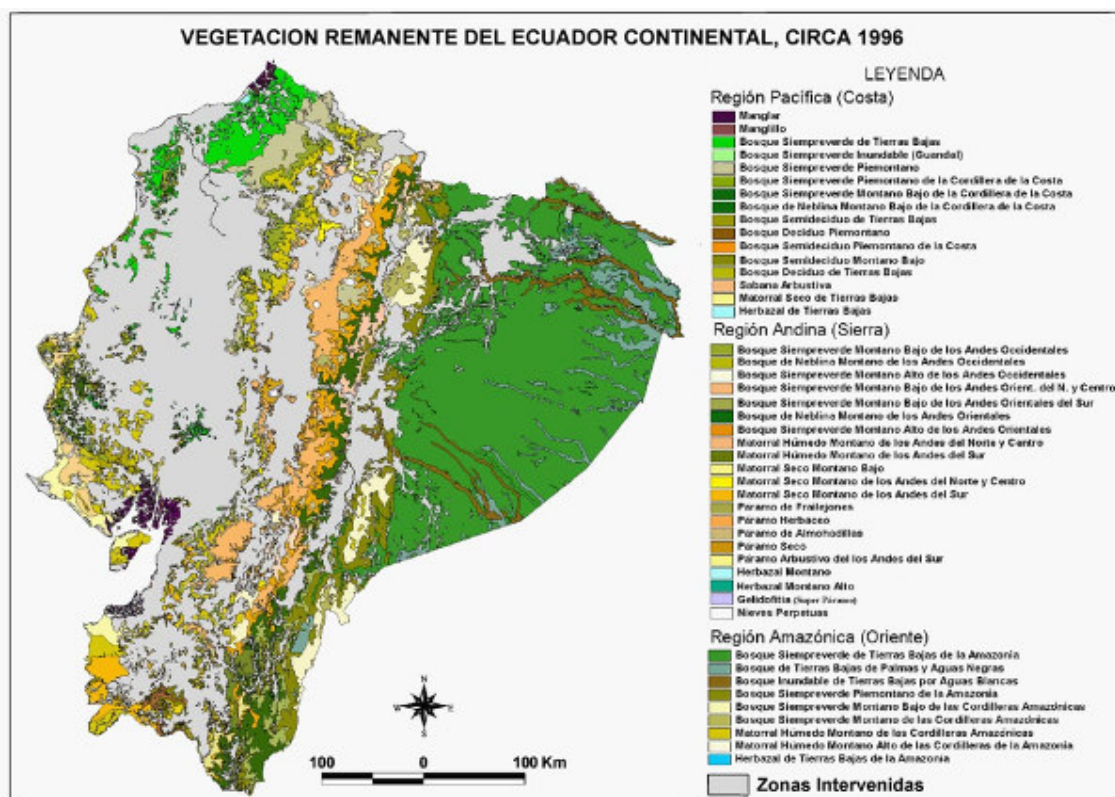 VEGETACION REMANENTE DEL ECUADOR CONTINENTAL, CIRCA 1996
LEYENDA
Región Pacífica (Costa)
Manglar
Manglillo
Bosque Siempreverde de Tierras Bajas
Bosque Siempreverde Inundable (Guandal)
Bosque Siempreverde Piemontano
Bosque Siempreverde Piemontano de la Cordillera de la Costa
Bosque Siempreverde Montano Bajo de la Cordillera de la Costa
Bosque de Neblina Montano Bajo de la Cordillera de la Costa
Bosque Semideciduo de Tierras Bajas
Bosque Deciduo Piemontano
Bosque Semideciduo Piemontano de la Costa
Bosque Semideciduo Montano Bajo
Bosque Deciduo de Tierras Bajas
Sabana Arbustiva
Matorral Seco de Tierras Bajas
Herbazal de Tierras Bajas
Región Andina (Sierra)
Bosque Siempreverde Montano Bajo de los Andes Occidentales
Bosque de Neblina Montano de los Andes Occidentales
Bosque Siempreverde Montano Alto de los Andes Occidentales
Bosque Siempreverde Montano Bajo de los Andes Orient. del N. y Centro
Bosque Siempreverde Montano Bajo de los Andes Orientales del Sur
Bosque de Neblina Montano de los Andes Orientales
Bosque Siempreverde Montano Alto de los Andes Orientales
Matorral Húmedo Montano de los Andes del Norte y Centro
Matorral Húmedo Montano de los Andes del Sur
Matorral Seco Montano Bajo
Matorral Seco Montano de los Andes del Norte y Centro
Matorral Seco Montano de los Andes del Sur
Páramo de Frailejones
Páramo Herbaceo
Páramo de Almohodillas
Páramo Seco
Páramo Arbustivo del los Andes del Sur
Herbazal Montano
Herbazal Montano Alto
Gelidofitia (Super Páramo)
Nieves Perpetuas
Región Amazónica (Oriente)
Bosque Siempreverde de Tierras Bajas de la Amazonia
Bosque de Tierras Bajas de Palmas y Aguas Negras
Bosque Inundable de Tierras Bajas por Aguas Blancas
Bosque Siempreverde Piemontano de la Amazonia
Bosque Siempreverde Montano Bajo de las Cordilleras Amazónicas
Bosque Siempreverde Montano de las Cordilleras Amazónicas
Matorral Húmedo Montano de las Cordilleras Amazónicas
Matorral Húmedo Montano Alto de las Cordilleras de la Amazonia
Herbazal de Tierras Bajas de la Amazonia
Zonas Intervenidas
N
W E
S
100 0 100 Km